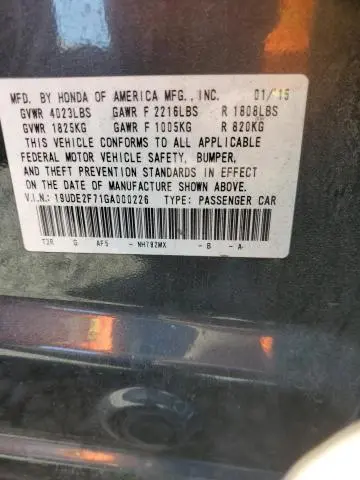 MFD. BY HONDA OF AMERICA MFG., INC. 01/15
GVWR 4023LBS GAWR F 2216LBS R 1808LBS
GVWR 1825KG GAWR F 1005KG R 820KG
THIS VEHICLE CONFORMS TO ALL APPLICABLE
FEDERAL MOTOR VEHICLE SAFETY, BUMPER,
AND THEFT PREVENTION STANDARDS IN EFFECT
ON THE DATE OF MANUFACTURE SHOWN ABOVE.
V.I.N.: 19UDE2F71GA000226 TYPE: PASSENGER CAR
T3R G AF5 - NH792MX - B - A-